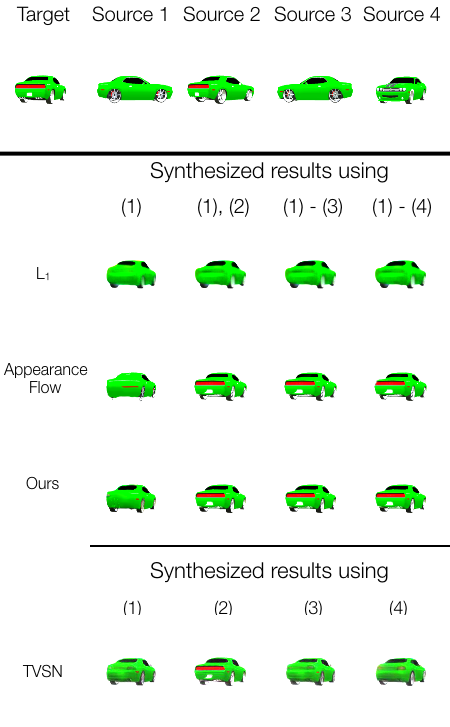 Target Source 1 Source 2 Source 3 Source 4
Synthesized results using
(1) (1), (2) (1) - (3) (1) - (4)
L1
Appearance
Flow
Ours
Synthesized results using
(1) (2) (3) (4)
TVSN